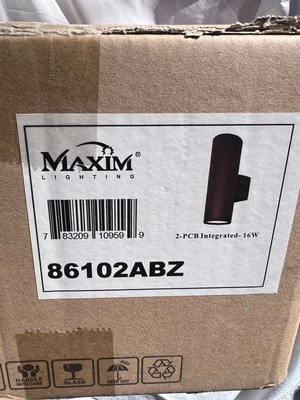 MAXIM®
LIGHTING
7 83209 10959 9
2-PCB Integrated- 16W
86102ABZ
HANDLE
WITH CARE
GLASS
KEEP DRY